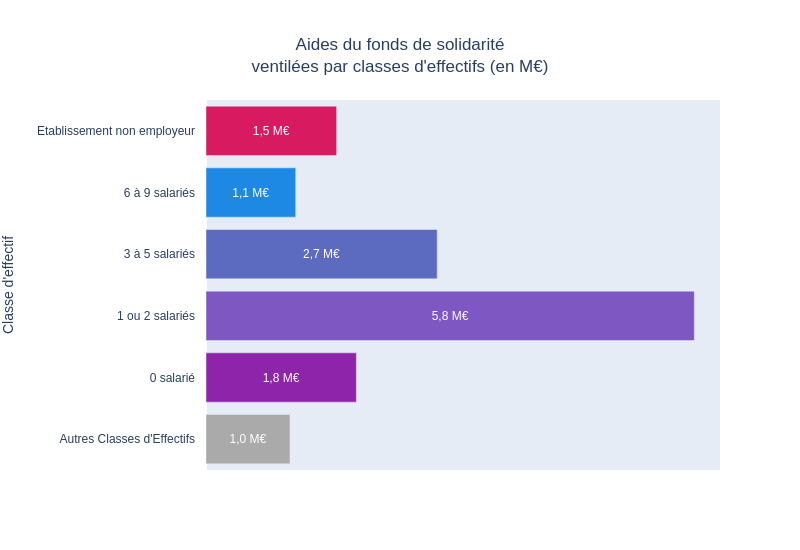 Aides du fonds de solidarité
ventilées par classes d'effectifs (en M€)
Classe d'effectif
Etablissement non employeur
1,5 M€
6 à 9 salariés
1,1 M€
3 à 5 salariés
2,7 M€
1 ou 2 salariés
5,8 M€
0 salarié
1,8 M€
Autres Classes d'Effectifs
1,0 M€